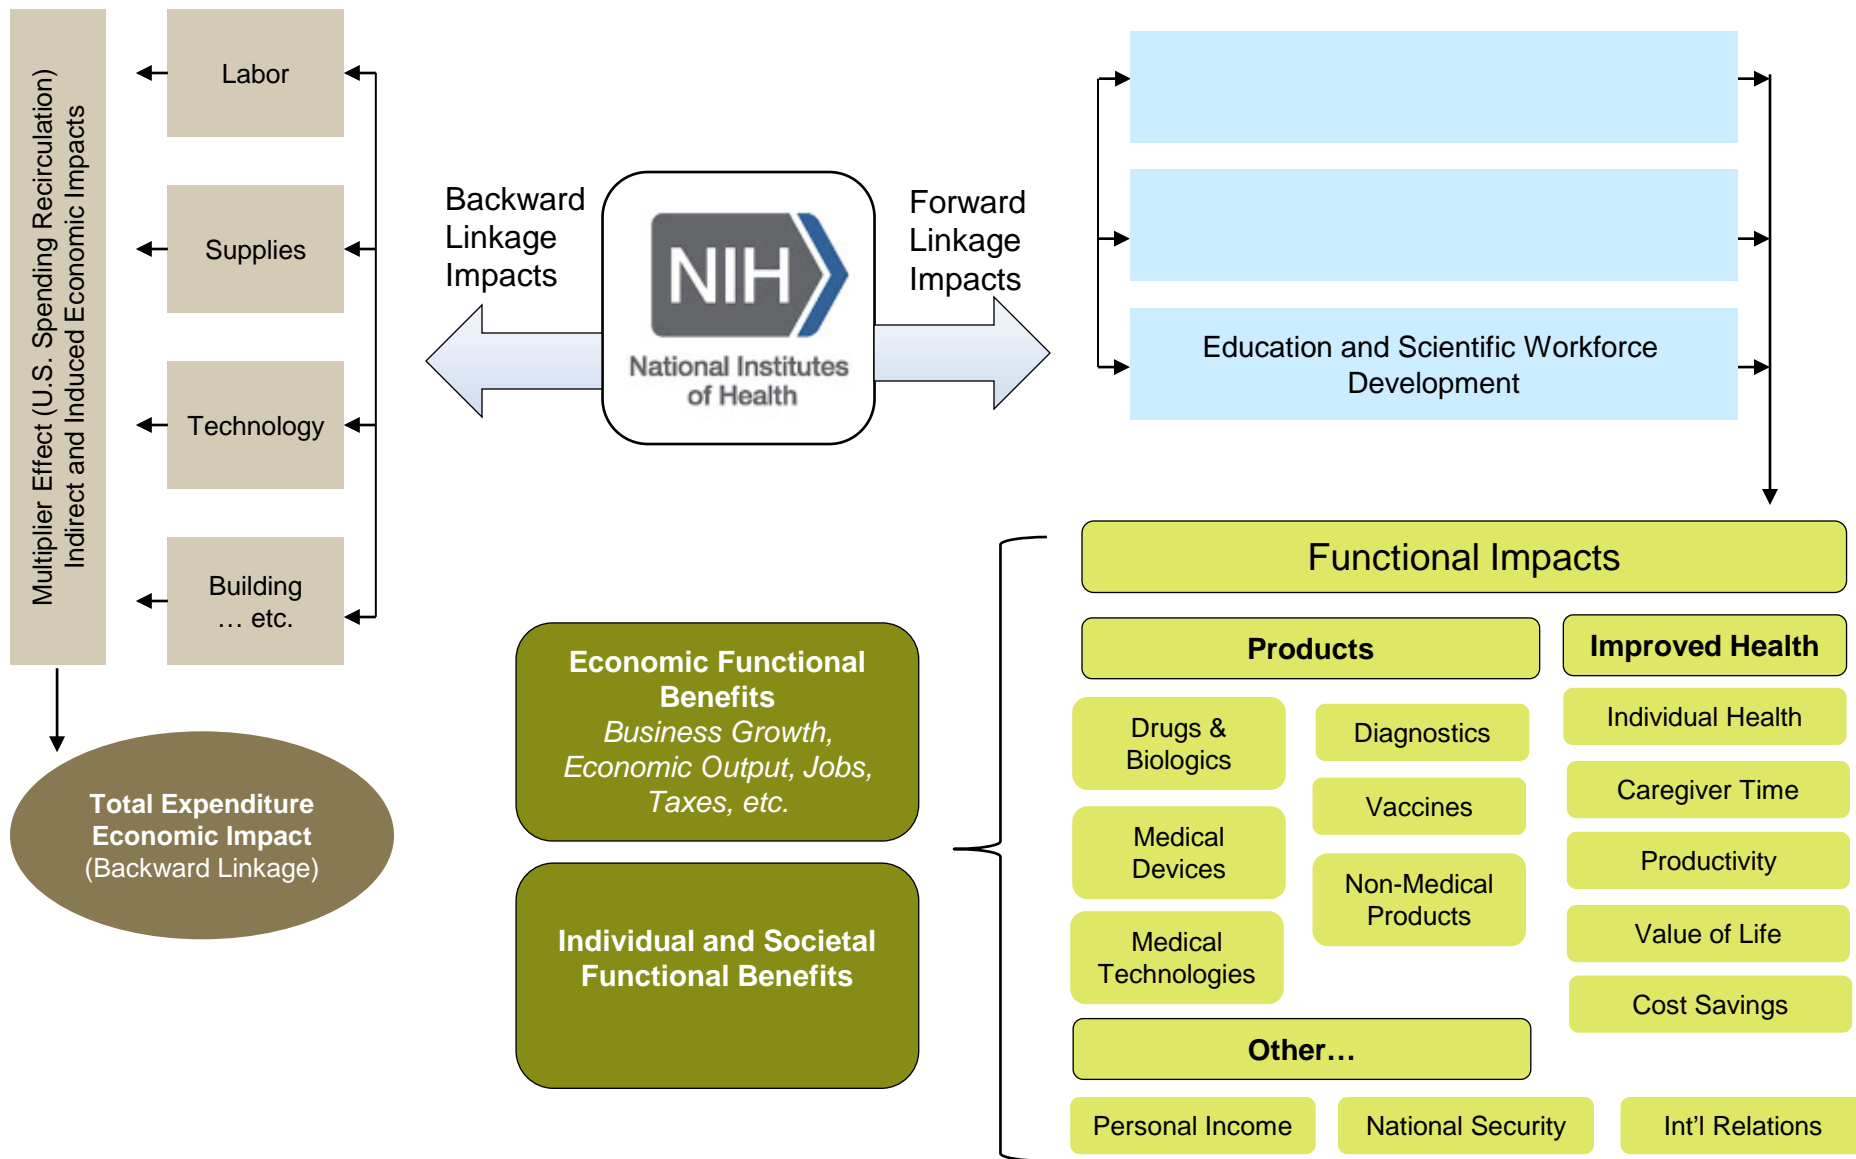 Multiplier Effect (U.S. Spending Recirculation)
Indirect and Induced Economic Impacts
Labor
Supplies
Technology
Building
… etc.
Total Expenditure
Economic Impact
(Backward Linkage)
Backward
Linkage
Impacts
NIH
National Institutes
of Health
Forward
Linkage
Impacts
Education and Scientific Workforce
Development
Economic Functional
Benefits
Business Growth,
Economic Output, Jobs,
Taxes, etc.
Individual and Societal
Functional Benefits
Functional Impacts
Products
Drugs &
Biologics
Medical
Devices
Medical
Technologies
Diagnostics
Vaccines
Non-Medical
Products
Improved Health
Individual Health
Caregiver Time
Productivity
Value of Life
Cost Savings
Other…
Personal Income
National Security
Int’l Relations